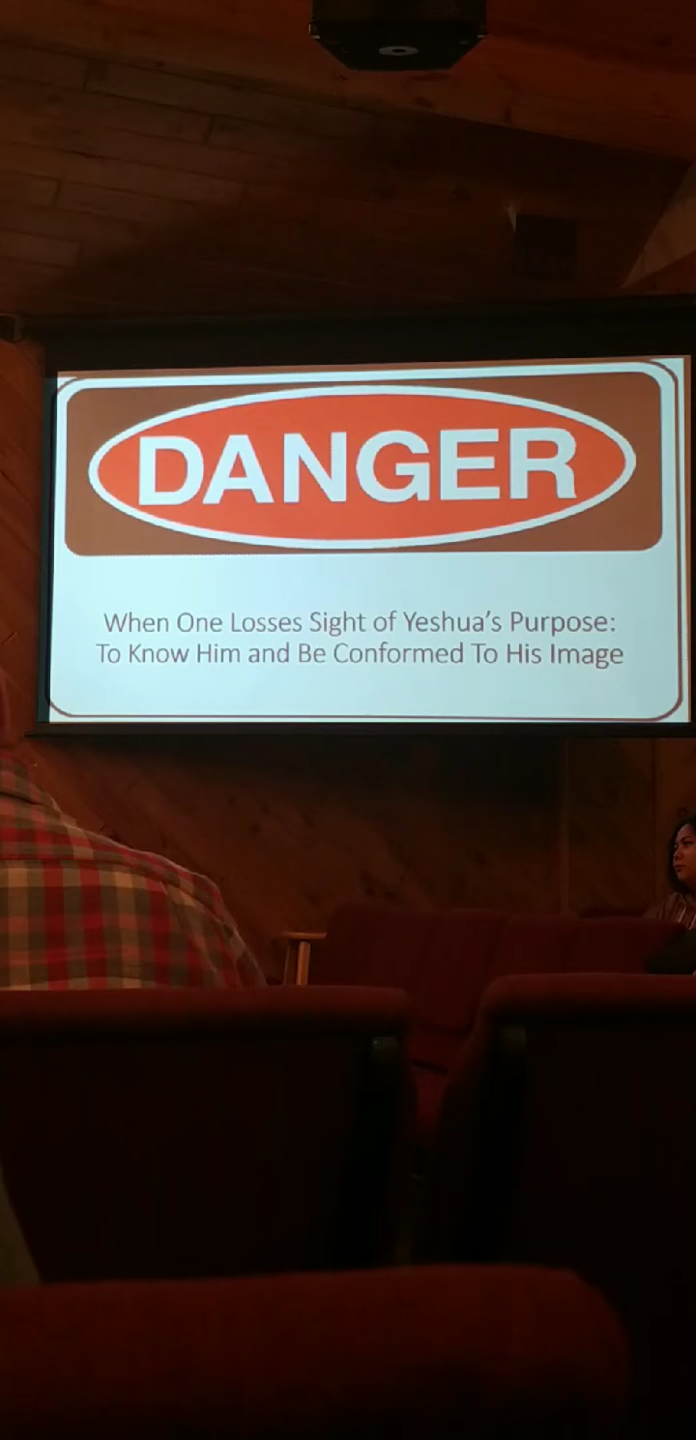 DANGER
When One Losses Sight of Yeshua's Purpose:
To Know Him and Be Conformed To His Image